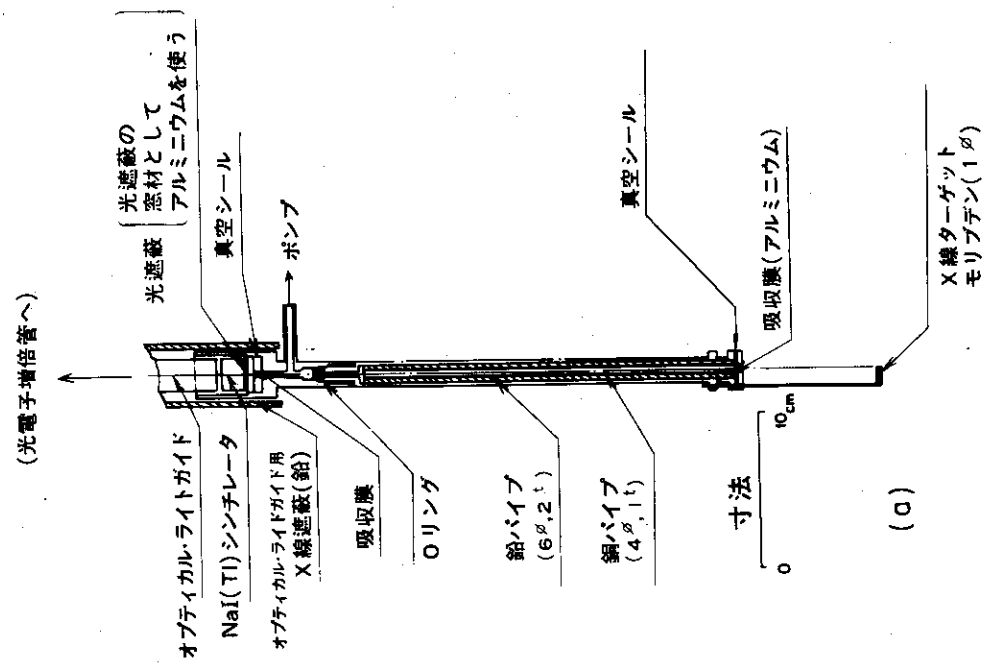 (光電子増倍管へ)
光遮蔽
光遮蔽の
窓材として
アルミニウムを使う
真空シール
ポンプ
オプティカル・ライトガイド
NaI(Tl)シンチレータ
オプティカル・ライドガイド用
X線遮蔽(鉛)
吸収膜
Oリング
鉛パイプ
(6ø,2t)
銅パイプ
(4ø,1t)
真空シール
吸収膜(アルミニウム)
X線ターゲット
モリブデン(1ø)
寸法
0
10cm
(a)